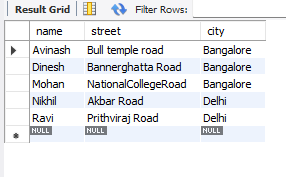 Result Grid Filter Rows:
name street city
Avinash Bull temple road Bangalore
Dinesh Bannerghatta Road Bangalore
Mohan NationalCollegeRoad Bangalore
Nikhil Akbar Road Delhi
Ravi Prithviraj Road Delhi
NULL NULL NULL